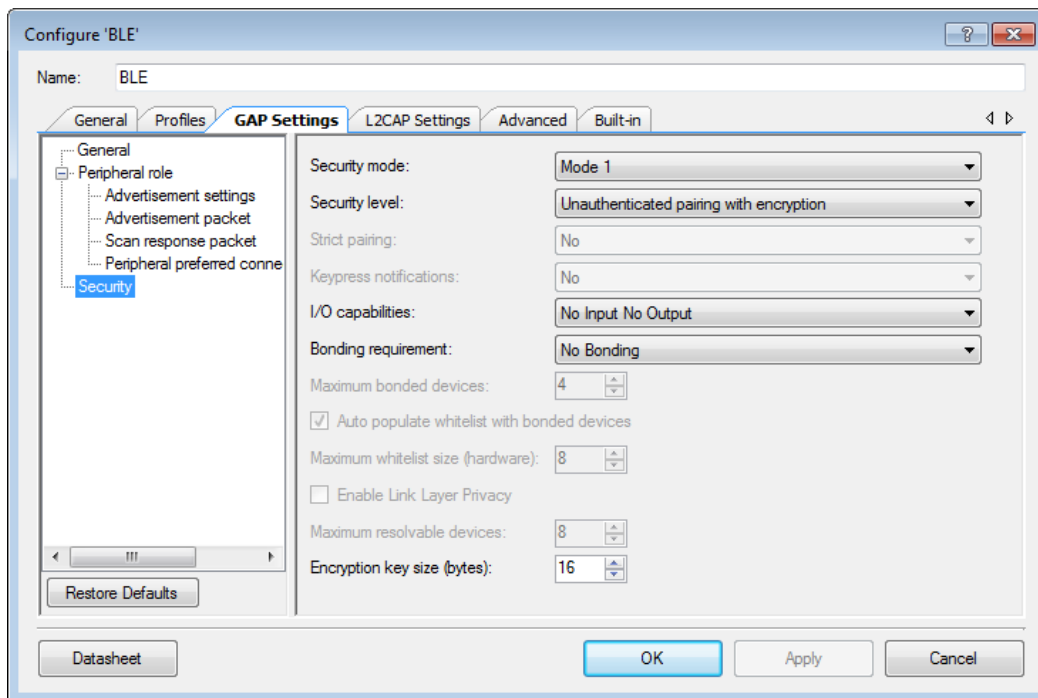 Configure 'BLE'
Name: BLE
General Profiles GAP Settings L2CAP Settings Advanced Built-in
General
Peripheral role
Advertisement settings
Advertisement packet
Scan response packet
Peripheral preferred conne
Security
Restore Defaults
Security mode: Mode 1
Security level: Unauthenticated pairing with encryption
Strict pairing: No
Keypress notifications: No
I/O capabilities: No Input No Output
Bonding requirement: No Bonding
Maximum bonded devices: 4
Auto populate whitelist with bonded devices
Maximum whitelist size (hardware): 8
Enable Link Layer Privacy
Maximum resolvable devices: 8
Encryption key size (bytes): 16
Datasheet OK Apply Cancel